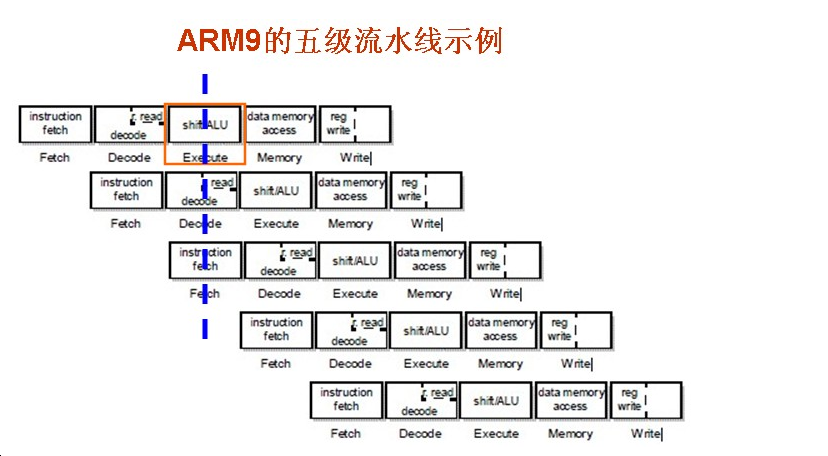 ARM9的五级流水线示例
instruction fetch
r. read
decode
shift/ALU
data memory access
reg write
Fetch Decode Execute Memory Write
instruction fetch
r. read
decode
shift/ALU
data memory access
reg write
Fetch Decode Execute Memory Write
instruction fetch
r. read
decode
shift/ALU
data memory access
reg write
Fetch Decode Execute Memory Write
instruction fetch
r. read
decode
shift/ALU
data memory access
reg write
Fetch Decode Execute Memory Write
instruction fetch
r. read
decode
shift/ALU
data memory access
reg write
Fetch Decode Execute Memory Write